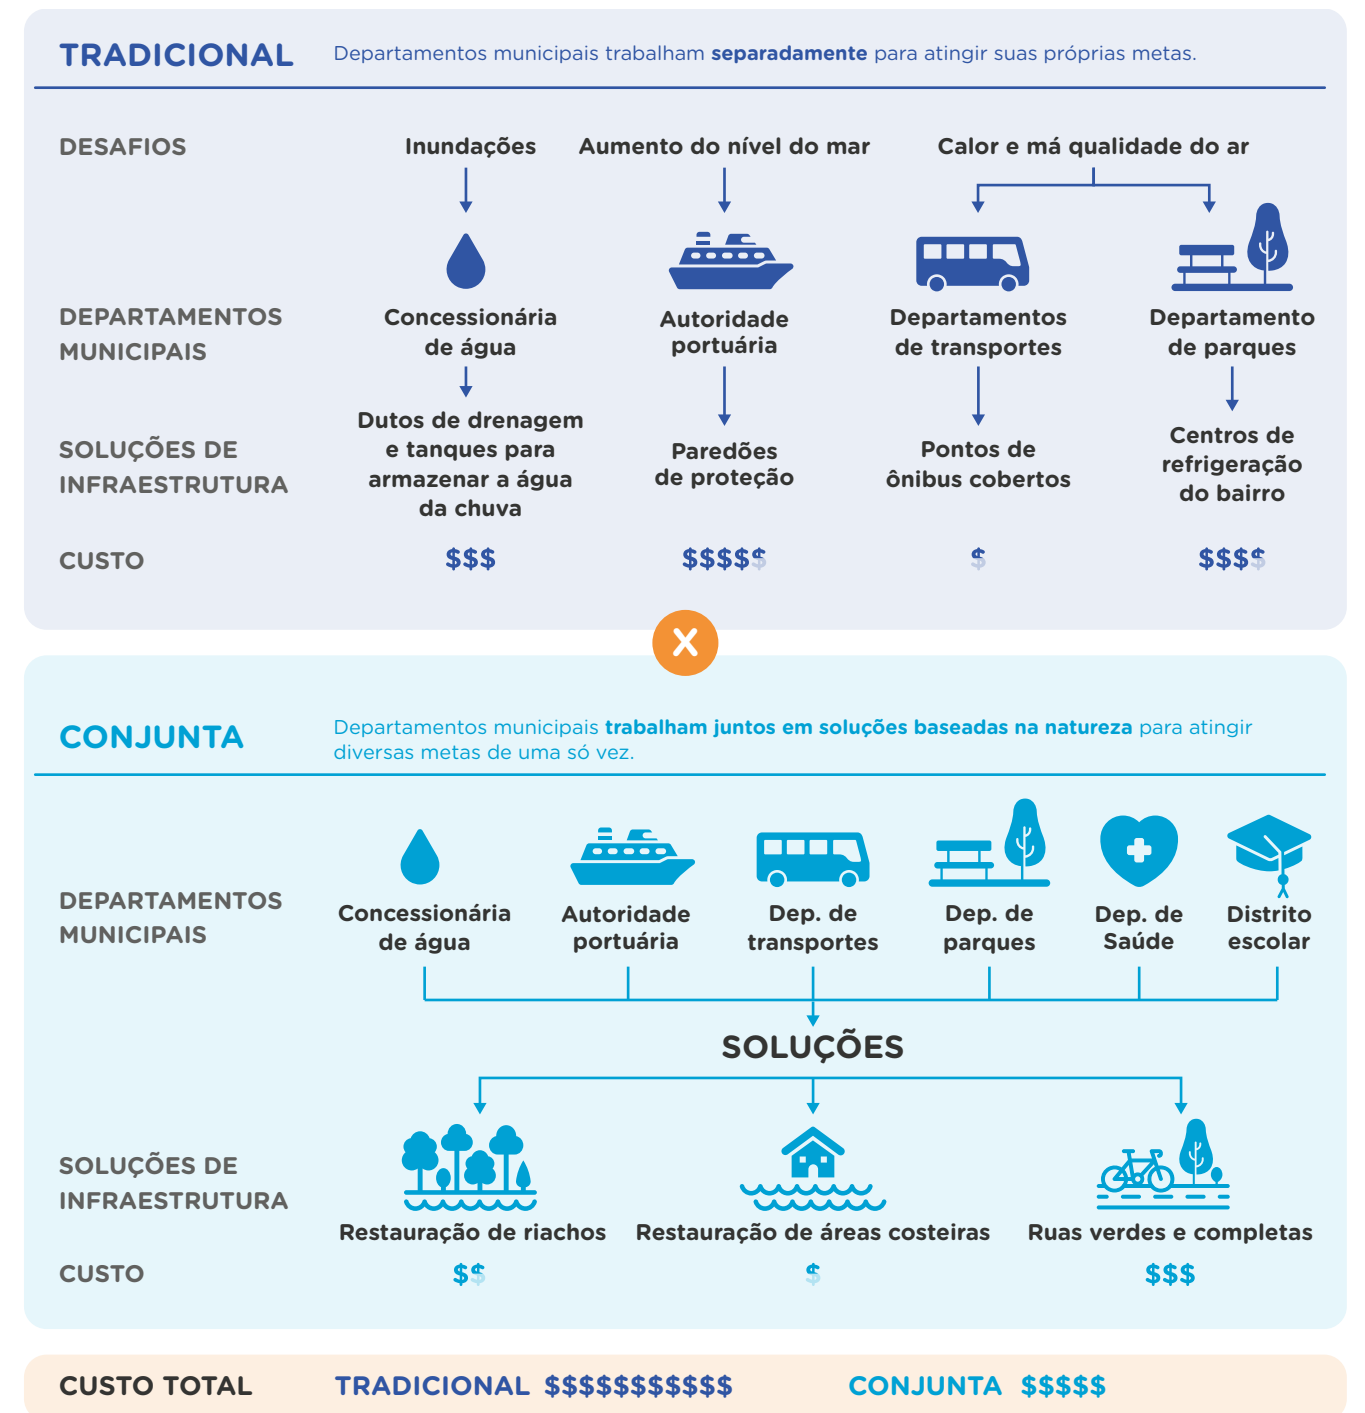 TRADICIONAL
Departamentos municipais trabalham separadamente para atingir suas próprias metas.
DESAFIOS
Inundações
Aumento do nível do mar
Calor e má qualidade do ar
DEPARTAMENTOS
MUNICIPAIS
Concessionária
de água
Autoridade
portuária
Departamentos
de transportes
Departamento
de parques
SOLUÇÕES DE
INFRAESTRUTURA
Dutos de drenagem
e tanques para
armazenar a água
da chuva
Paredões
de proteção
Pontos de
ônibus cobertos
Centros de
refrigeração
do bairro
CUSTO
$$$
$$$$$
$
$$$$
X
CONJUNTA
Departamentos municipais trabalham juntos em soluções baseadas na natureza para atingir
diversas metas de uma só vez.
DEPARTAMENTOS
MUNICIPAIS
Concessionária
de água
Autoridade
portuária
Dep. de
transportes
Dep. de
parques
Dep. de
Saúde
Distrito
escolar
SOLUÇÕES
SOLUÇÕES DE
INFRAESTRUTURA
Restauração de riachos
Restauração de áreas costeiras
Ruas verdes e completas
CUSTO
$$
$
$$$
CUSTO TOTAL
TRADICIONAL $$$$$$$$$$$
CONJUNTA $$$$$